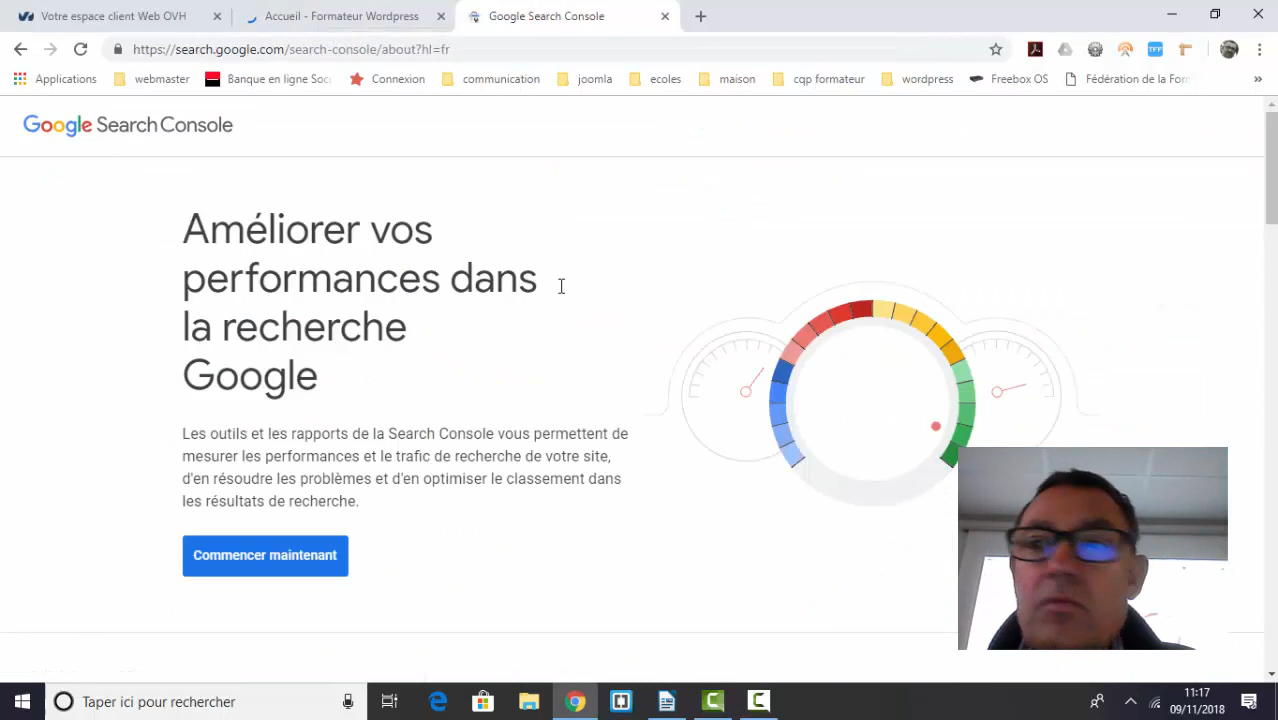 Votre espace client Web OVH
Accueil - Formateur Wordpress
Google Search Console
https://search.google.com/search-console/about?hl=fr
TFF
Applications
webmaster
Banque en ligne Soc
Connexion
communication
joomla
ecoles
maison
cqp formateur
wordpress
Freebox OS
Fédération de la Form
»
Google Search Console
Améliorer vos
performances dans
la recherche
Google
Les outils et les rapports de la Search Console vous permettent de
mesurer les performances et le trafic de recherche de votre site,
d'en résoudre les problèmes et d'en optimiser le classement dans
les résultats de recherche.
Commencer maintenant
Taper ici pour rechercher
11:17
09/11/2018